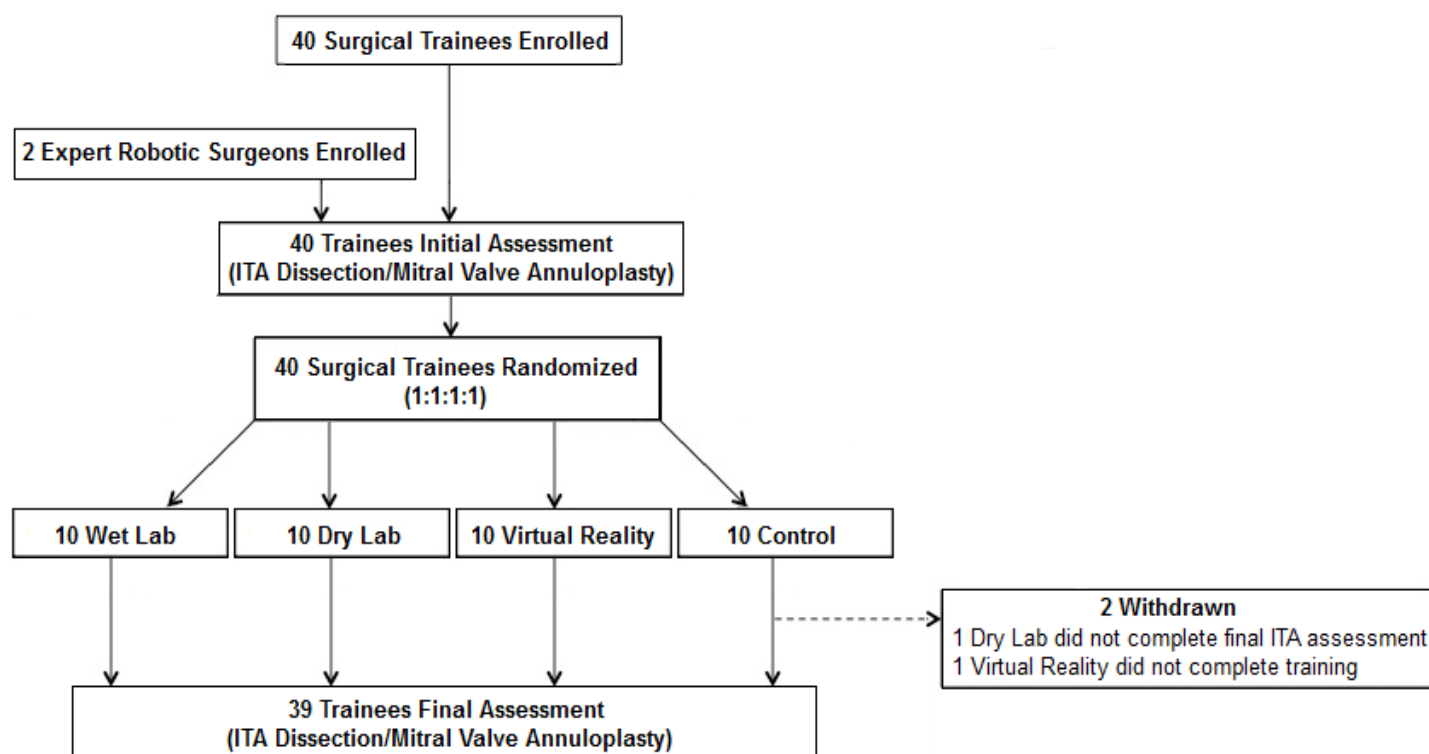 40 Surgical Trainees Enrolled
2 Expert Robotic Surgeons Enrolled
40 Trainees Initial Assessment
(ITA Dissection/Mitral Valve Annuloplasty)
40 Surgical Trainees Randomized
(1:1:1:1)
10 Wet Lab
10 Dry Lab
10 Virtual Reality
10 Control
2 Withdrawn
1 Dry Lab did not complete final ITA assessment
1 Virtual Reality did not complete training
39 Trainees Final Assessment
(ITA Dissection/Mitral Valve Annuloplasty)